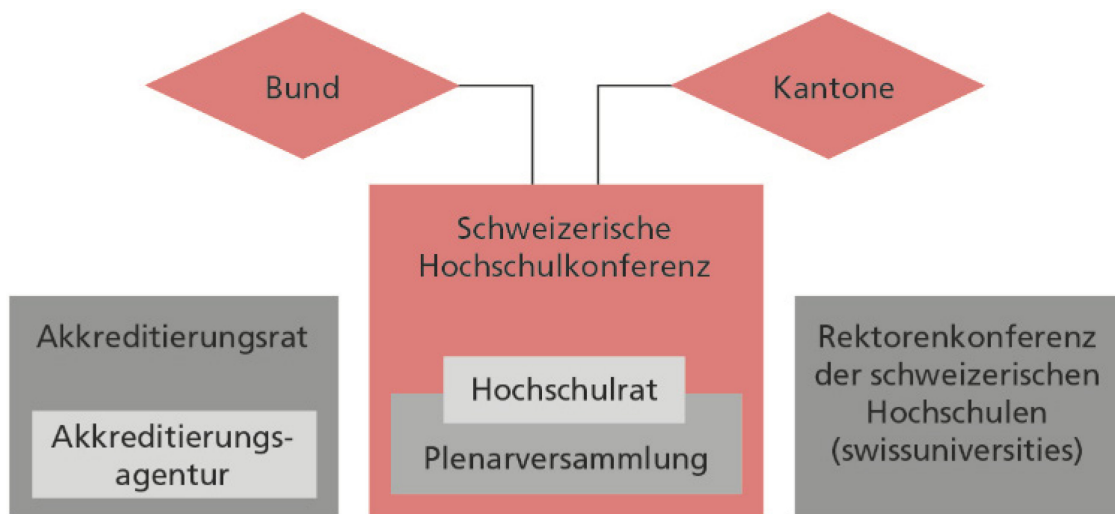 Bund
Kantone
Schweizerische
Hochschulkonferenz
Akkreditierungsrat
Akkreditierungs-
agentur
Hochschulrat
Plenarversammlung
Rektorenkonferenz
der schweizerischen
Hochschulen
(swissuniversities)